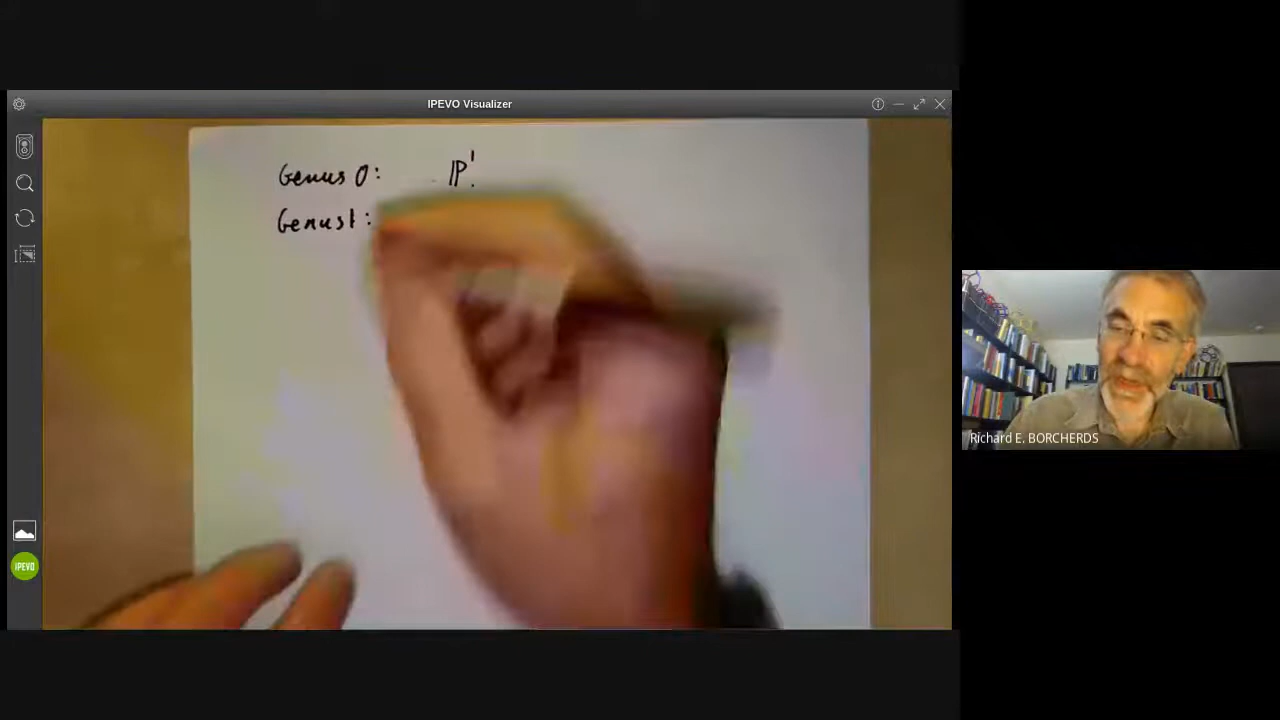 IPEVO Visualizer
Genus 0: ℙ¹
Genus 1:
IPEVO
Richard E. BORCHERDS